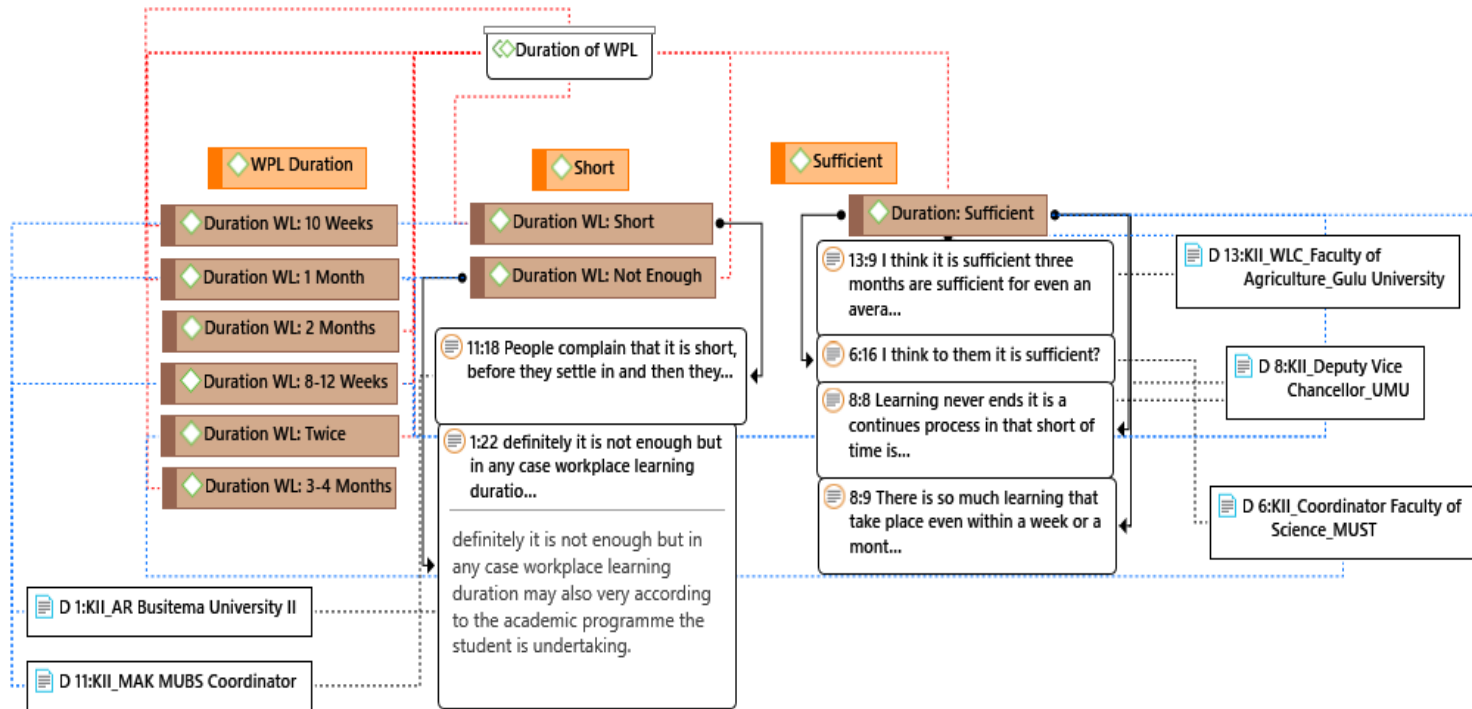 Duration of WPL
WPL Duration
Short
Sufficient
Duration WL: 10 Weeks
Duration WL: 1 Month
Duration WL: 2 Months
Duration WL: 8-12 Weeks
Duration WL: Twice
Duration WL: 3-4 Months
Duration WL: Short
Duration WL: Not Enough
11:18 People complain that it is short,
before they settle in and then they...
1:22 definitely it is not enough but
in any case workplace learning
duratio...
definitely it is not enough but in
any case workplace learning
duration may also very according
to the academic programme the
student is undertaking.
Duration: Sufficient
13:9 I think it is sufficient three
months are sufficient for even an
avera...
6:16 I think to them it is sufficient?
8:8 Learning never ends it is a
continues process in that short of
time is...
8:9 There is so much learning that
take place even within a week or a
mont...
D 13:KII_WLC_Faculty of
Agriculture_Gulu University
D 8:KII_Deputy Vice
Chancellor_UMU
D 6:KII_Coordinator Faculty of
Science_MUST
D 1:KII_AR Busitema University II
D 11:KII_MAK MUBS Coordinator